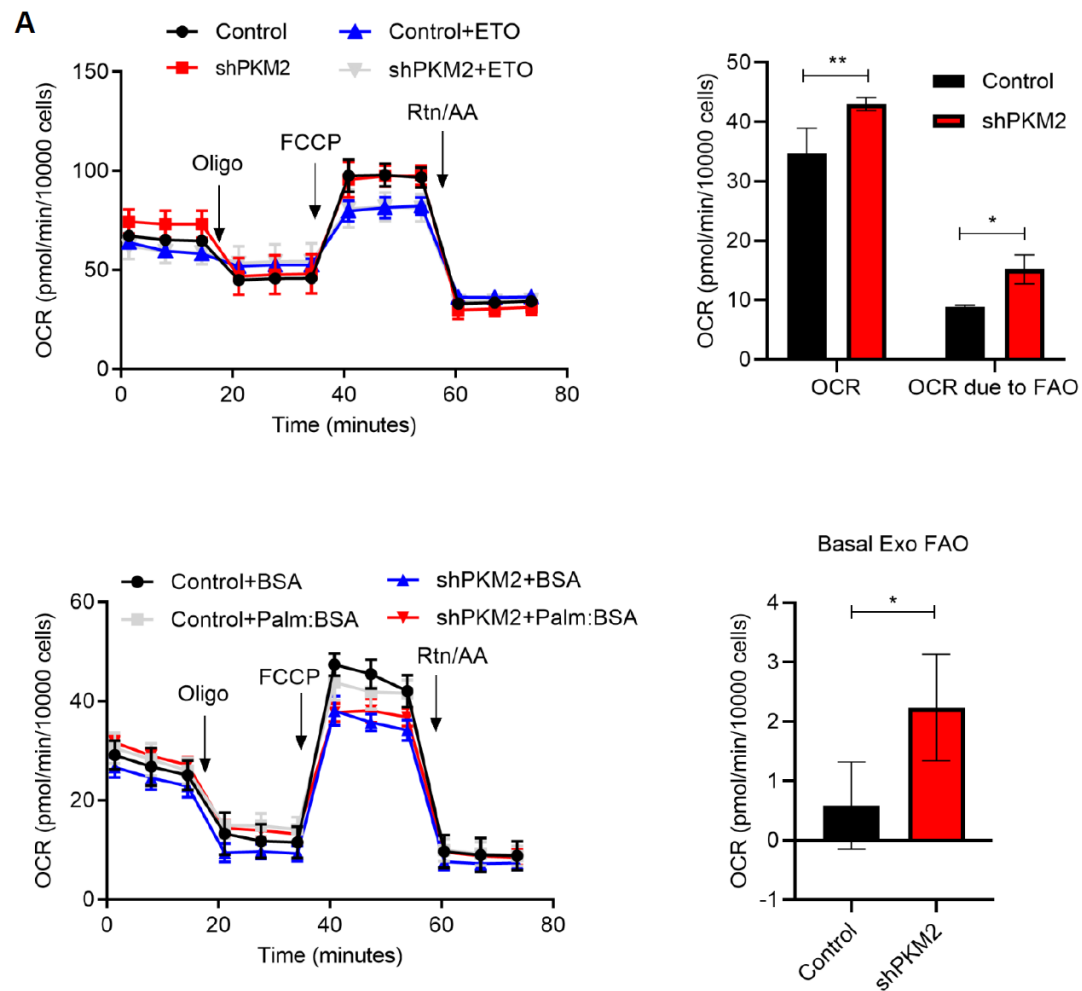 A
Control
Control+ETO
shPKM2
shPKM2+ETO
OCR (pmol/min/10000 cells)
150
100
50
0
Oligo
FCCP
Rtn/AA
0 20 40 60 80
Time (minutes)
OCR (pmol/min/10000 cells)
50
40
30
20
10
0
**
*
Control
shPKM2
OCR OCR due to FAO
Control+BSA
shPKM2+BSA
Control+Palm:BSA
shPKM2+Palm:BSA
OCR (pmol/min/10000 cells)
60
40
20
0
Oligo
FCCP
Rtn/AA
0 20 40 60 80
Time (minutes)
Basal Exo FAO
OCR (pmol/min/10000 cells)
4
3
2
1
0
-1
*
Control
shPKM2